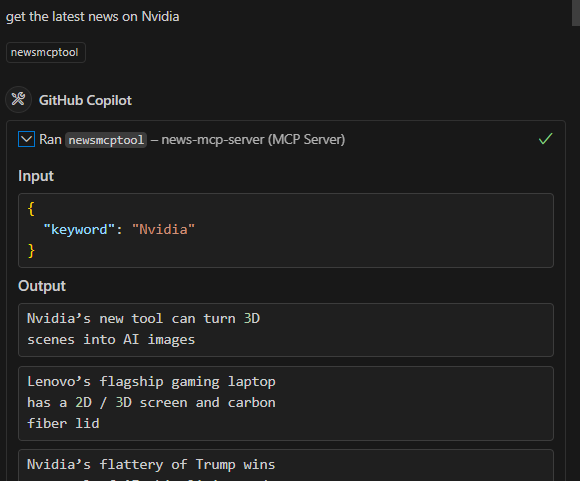 get the latest news on Nvidia
newsmcptool
GitHub Copilot
Ran newsmcptool – news-mcp-server (MCP Server)
Input
{
"keyword": "Nvidia"
}
Output
Nvidia’s new tool can turn 3D
scenes into AI images
Lenovo’s flagship gaming laptop
has a 2D / 3D screen and carbon
fiber lid
Nvidia’s flattery of Trump wins